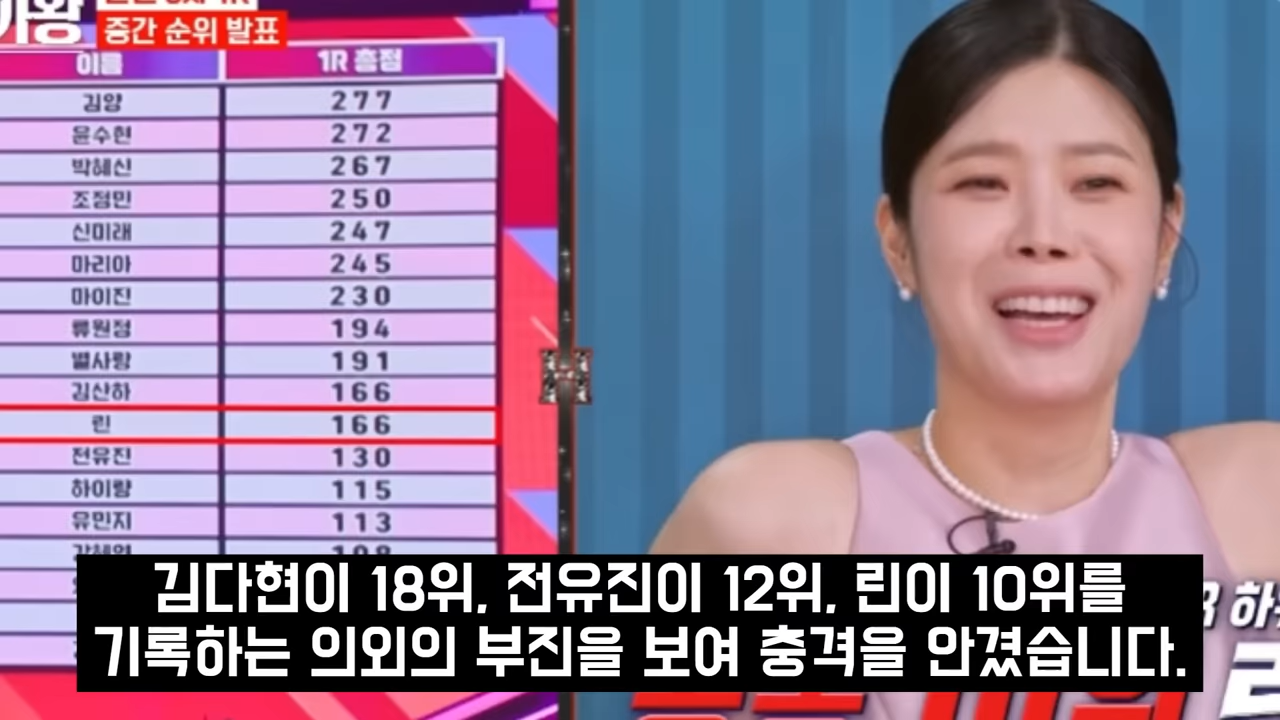 중간 순위 발표
이름 1R 총점
김양 277
윤수현 272
박혜신 267
조정민 250
신미래 247
마리아 245
마이진 230
류원정 194
별사랑 191
김산하 166
린 166
전유진 130
하이량 115
유민지 113
김다현이 18위, 전유진이 12위, 린이 10위를
기록하는 의외의 부진을 보여 충격을 안겼습니다.